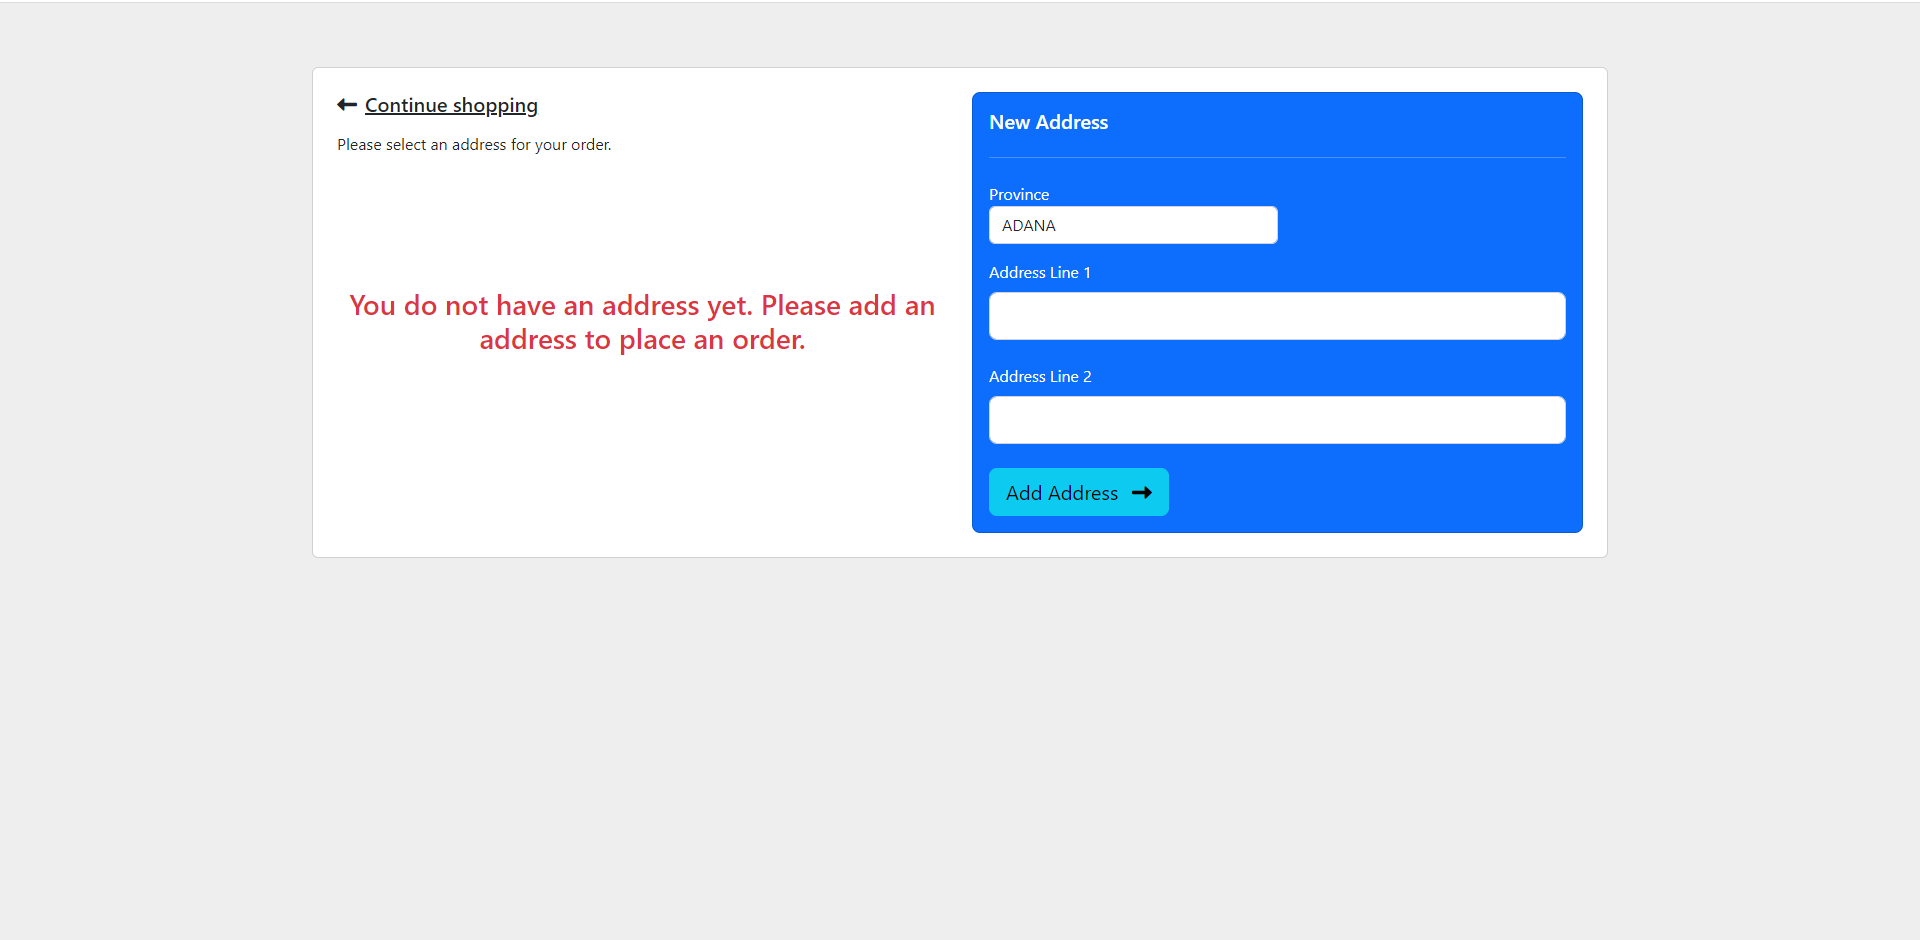 Continue shopping
Please select an address for your order.
You do not have an address yet. Please add an
address to place an order.
New Address
Province
ADANA
Address Line 1
Address Line 2
Add Address